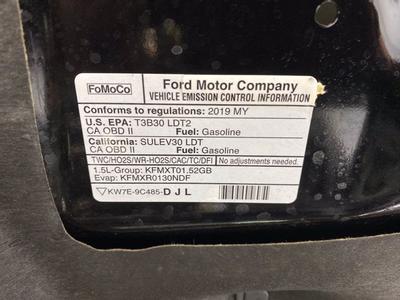 FoMoCo
Ford Motor Company
VEHICLE EMISSION CONTROL INFORMATION
Conforms to regulations: 2019 MY
U.S. EPA: T3B30 LDT2
CA OBD II Fuel: Gasoline
California: SULEV30 LDT
CA OBD II Fuel: Gasoline
TWC/HO2S/WR-HO2S/CAC/TC/DFI No adjustments needed.
1.5L-Group: KFMXT01.52GB
Evap: KFMXR0130NDF
KW7E-9C485-D J L